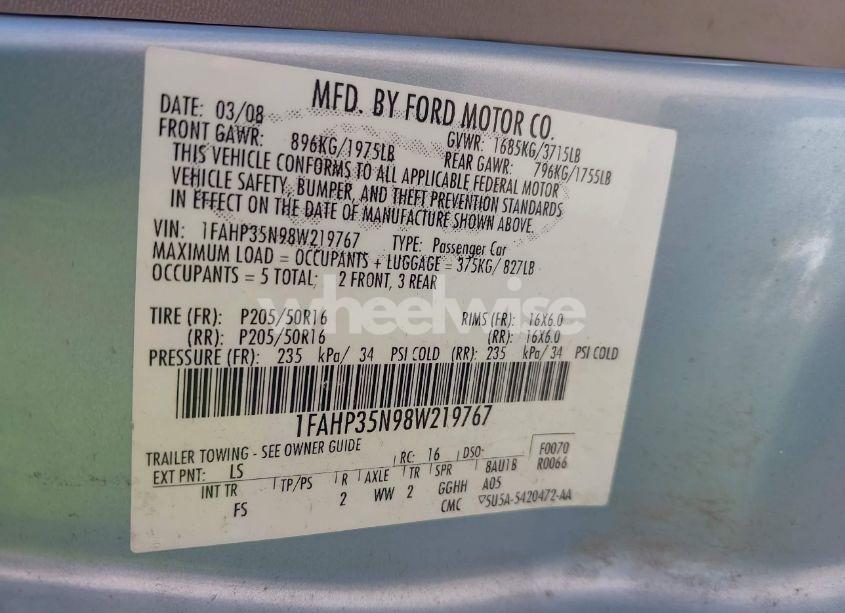 MFD. BY FORD MOTOR CO.
DATE: 03/08 GVWR: 1685KG/3715LB
FRONT GAWR: 896KG/1975LB REAR GAWR: 796KG/1755LB
THIS VEHICLE CONFORMS TO ALL APPLICABLE FEDERAL MOTOR
VEHICLE SAFETY, BUMPER, AND THEFT PREVENTION STANDARDS
IN EFFECT ON THE DATE OF MANUFACTURE SHOWN ABOVE.
VIN: 1FAHP35N98W219767 TYPE: Passenger Car
MAXIMUM LOAD = OCCUPANTS + LUGGAGE = 375KG/ 827LB
OCCUPANTS = 5 TOTAL; 2 FRONT, 3 REAR
wheelwise
TIRE (FR): P205/50R16 RIMS (FR): 16X6.0
(RR): P205/50R16 (RR): 16X6.0
PRESSURE (FR): 235 kPa/ 34 PSI COLD (RR): 235 kPa/ 34 PSI COLD
1FAHP35N98W219767
TRAILER TOWING - SEE OWNER GUIDE RC: 16 DSO: F0070
EXT PNT: LS R0066
INT TR TP/PS R AXLE TR SPR 8AU1B
FS 2 WW 2 GGHH A05
CMC ▽5U5A-5420472-AA